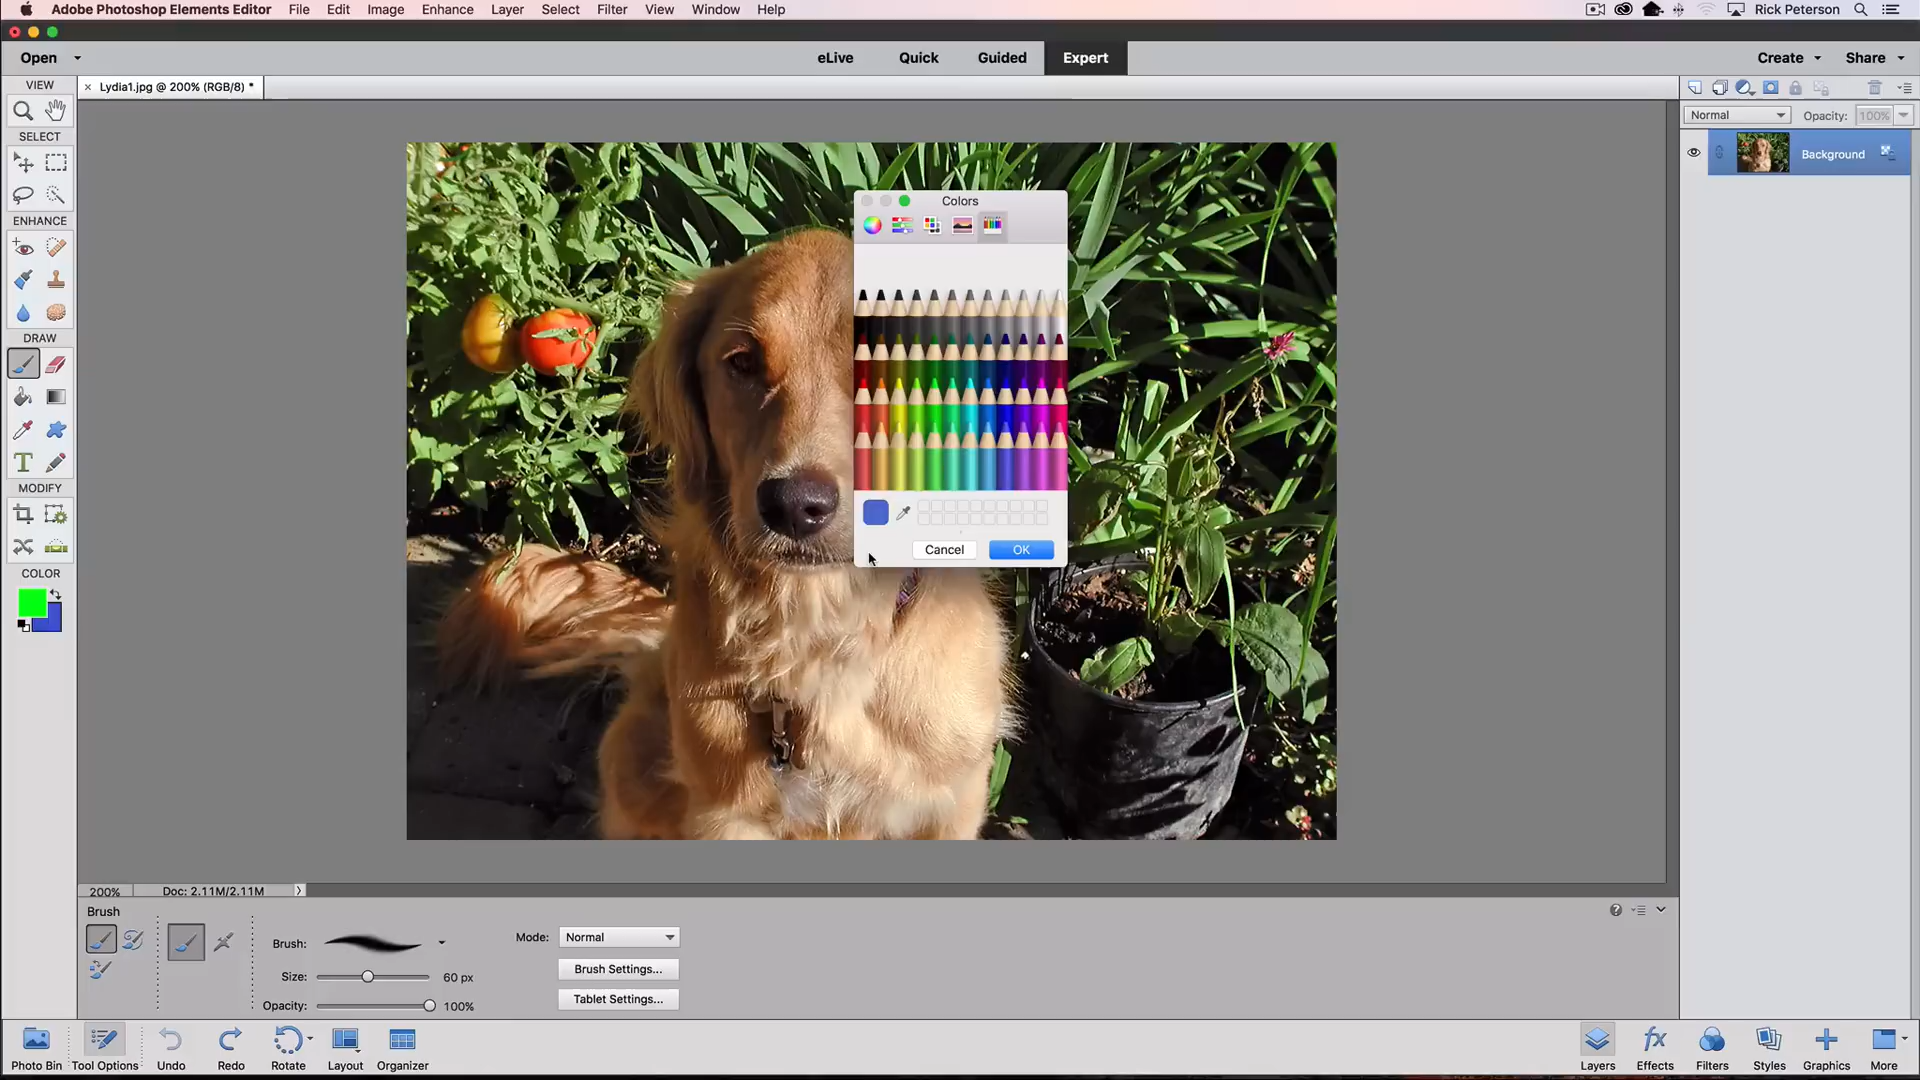 Adobe Photoshop Elements Editor File Edit Image Enhance Layer Select Filter View Window Help Rick Peterson
Open eLive Quick Guided Expert Create Share
VIEW
× Lydia1.jpg @ 200% (RGB/8) *
Normal Opacity: 100%
SELECT
Background
ENHANCE
DRAW
T
MODIFY
COLOR
Colors
Cancel OK
200% Doc: 2.11M/2.11M
Brush
Brush: Mode: Normal
Size: 60 px Brush Settings...
Opacity: 100% Tablet Settings...
Photo Bin Tool Options Undo Redo Rotate Layout Organizer
fx
Layers Effects Filters Styles Graphics More